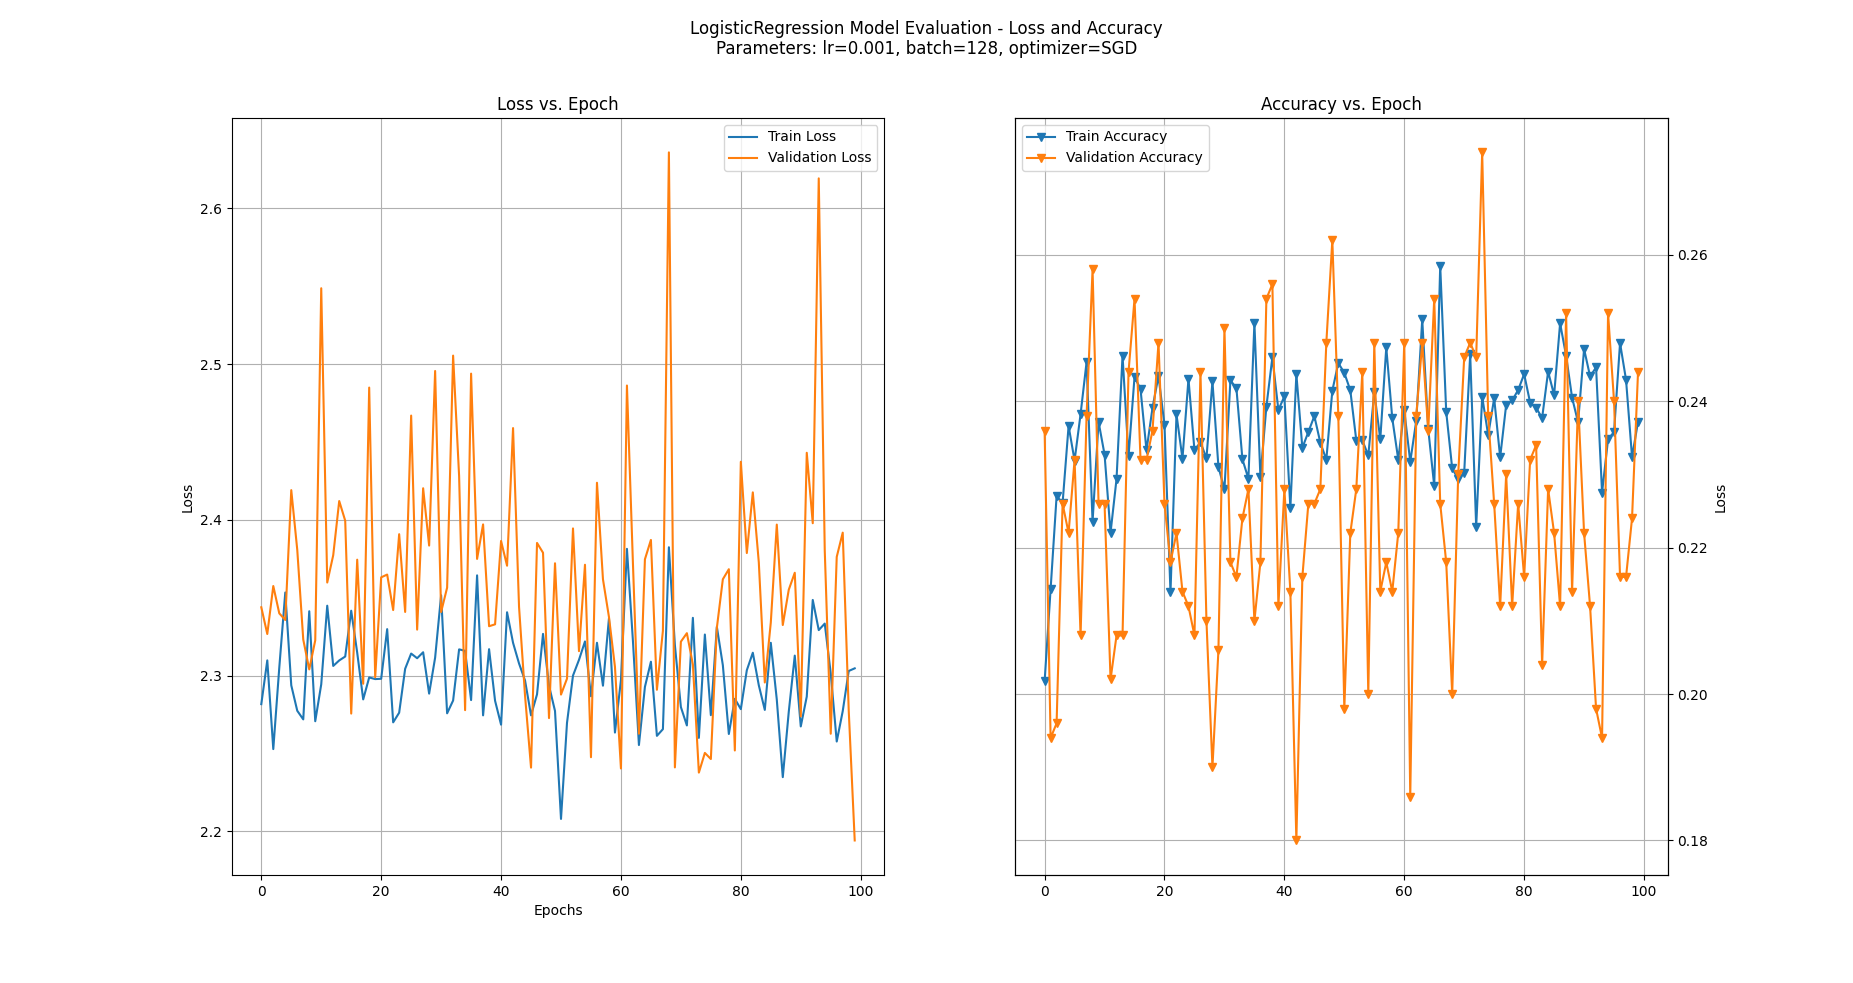 LogisticRegression Model Evaluation - Loss and Accuracy
Parameters: lr=0.001, batch=128, optimizer=SGD
Loss vs. Epoch
Train Loss
Validation Loss
2.6
2.5
2.4
2.3
2.2
Loss
0 20 40 60 80 100
Epochs
Accuracy vs. Epoch
Train Accuracy
Validation Accuracy
0.26
0.24
0.22
0.20
0.18
Loss
0 20 40 60 80 100